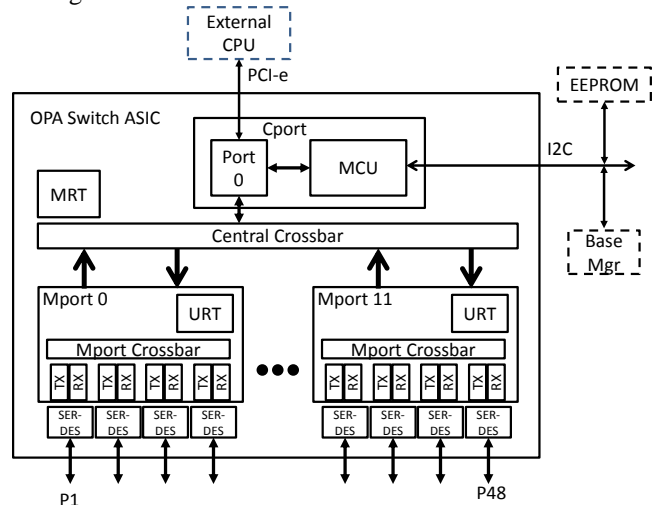 External
CPU
PCI-e
EEPROM
OPA Switch ASIC
Cport
Port
0
MCU
I2C
MRT
Central Crossbar
Base
Mgr
Mport 0
URT
Mport Crossbar
TX RX TX RX TX RX TX RX
SER-
DES
SER-
DES
SER-
DES
SER-
DES
P1
Mport 11
URT
Mport Crossbar
TX RX TX RX TX RX TX RX
SER-
DES
SER-
DES
SER-
DES
SER-
DES
P48